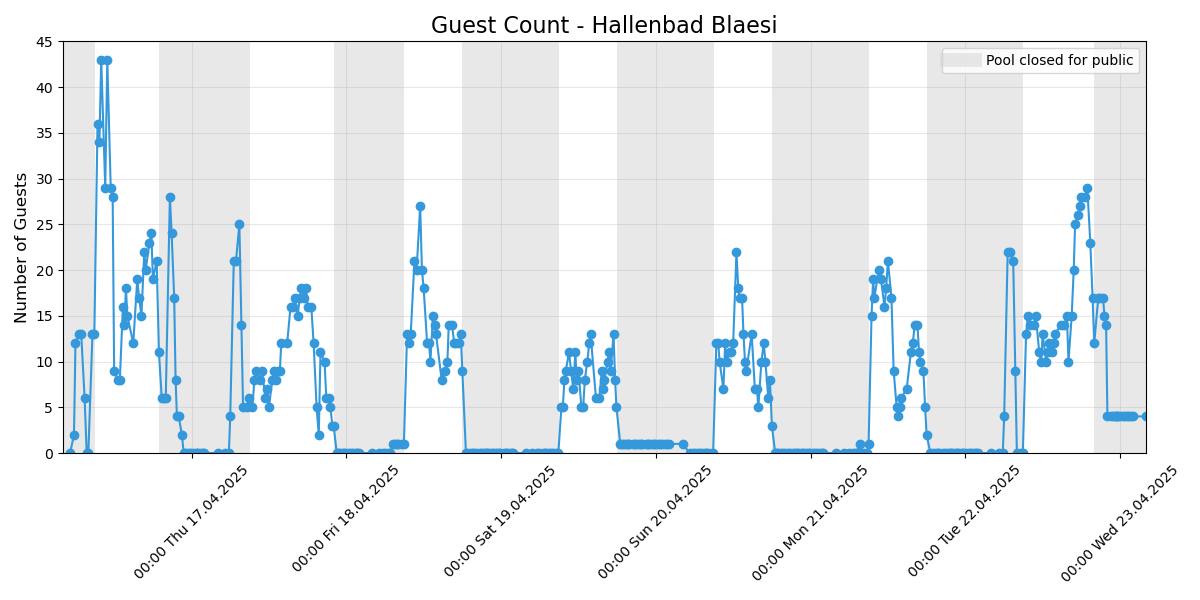 Guest Count - Hallenbad Blaesi
Pool closed for public
Number of Guests
45
40
35
30
25
20
15
10
5
0
00:00 Thu 17.04.2025
00:00 Fri 18.04.2025
00:00 Sat 19.04.2025
00:00 Sun 20.04.2025
00:00 Mon 21.04.2025
00:00 Tue 22.04.2025
00:00 Wed 23.04.2025